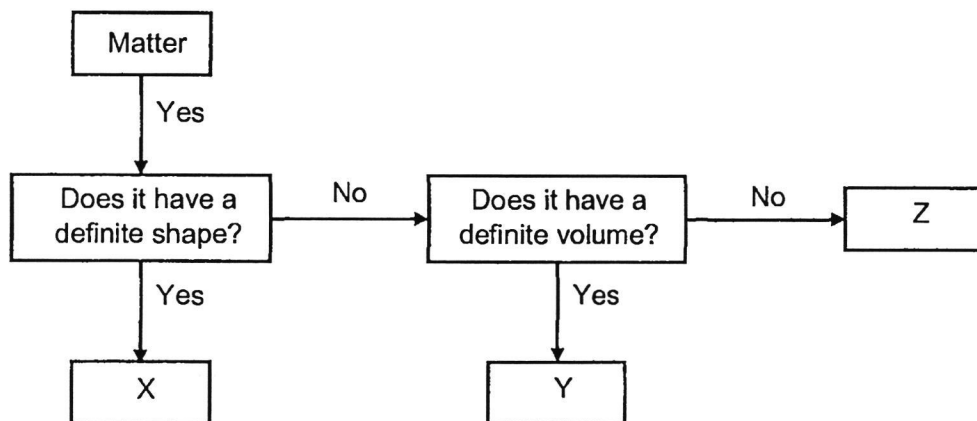 Matter
Yes
Does it have a
definite shape?
No
Does it have a
definite volume?
No
Z
Yes
Yes
X
Y